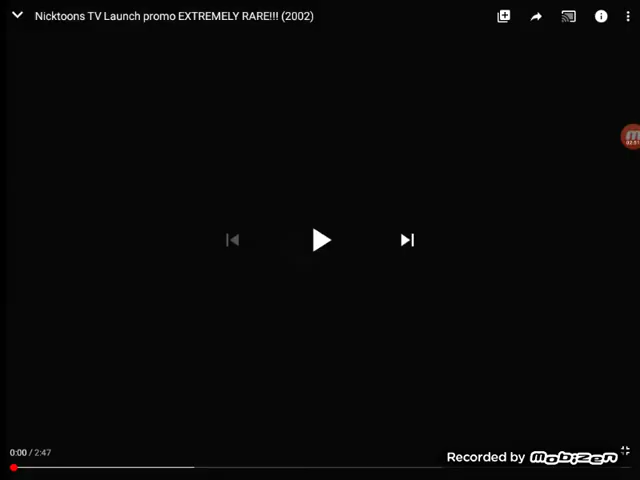 Nicktoons TV Launch promo EXTREMELY RARE!!! (2002)
0:00 / 2:47
Recorded by MOBIZEN